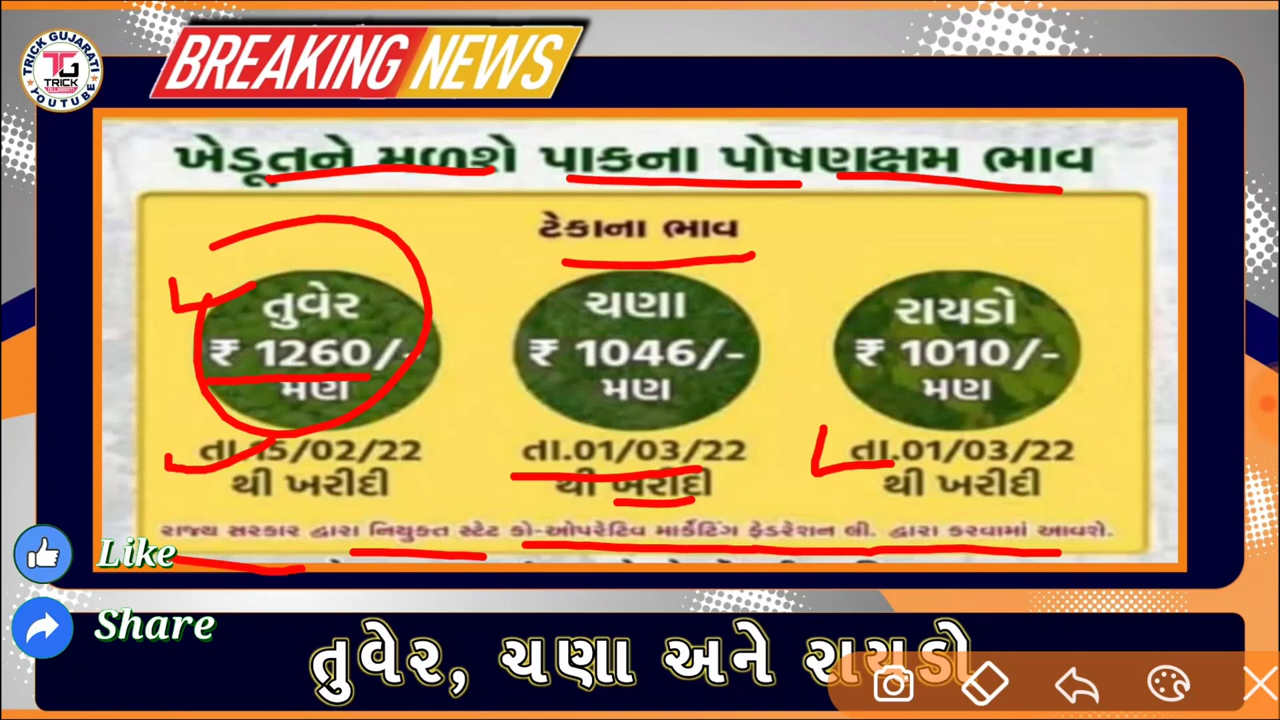 TRICK GUJARATI
TG
TRICK
GUJARATI
YOUTUBE
BREAKING NEWS
ખેડૂતને મળશે પાકના પોષણક્ષમ ભાવ
ટેકાના ભાવ
તુવેર
₹ 1260/-
મણ
તા.15/02/22
થી ખરીદી
ચણા
₹ 1046/-
મણ
તા.01/03/22
થી ખરીદી
રાયડો
₹ 1010/-
મણ
તા.01/03/22
થી ખરીદી
રાજ્ય સરકાર દ્વારા નિયુક્ત સ્ટેટ કો-ઓપરેટિવ માર્કેટિંગ ફેડરેશન લી. દ્વારા કરવામાં આવશે.
Like
Share
તુવેર, ચણા અને રાયડો